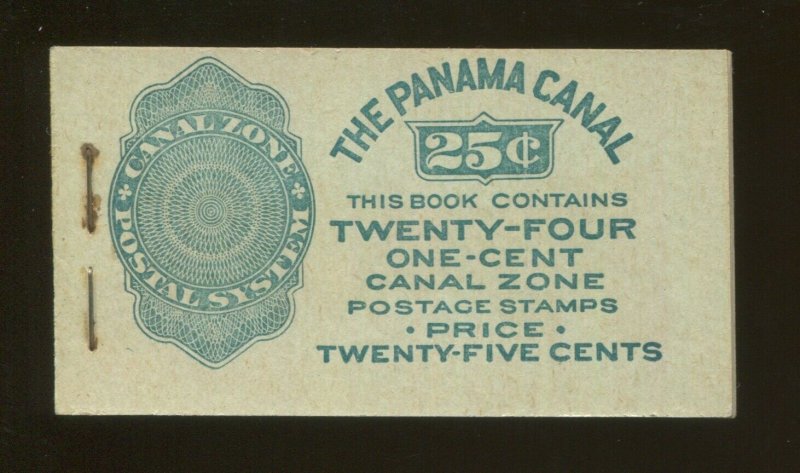 CANAL ZONE
POSTAL SYSTEM
THE PANAMA CANAL
25¢
THIS BOOK CONTAINS
TWENTY-FOUR
ONE-CENT
CANAL ZONE
POSTAGE STAMPS
• PRICE •
TWENTY-FIVE CENTS